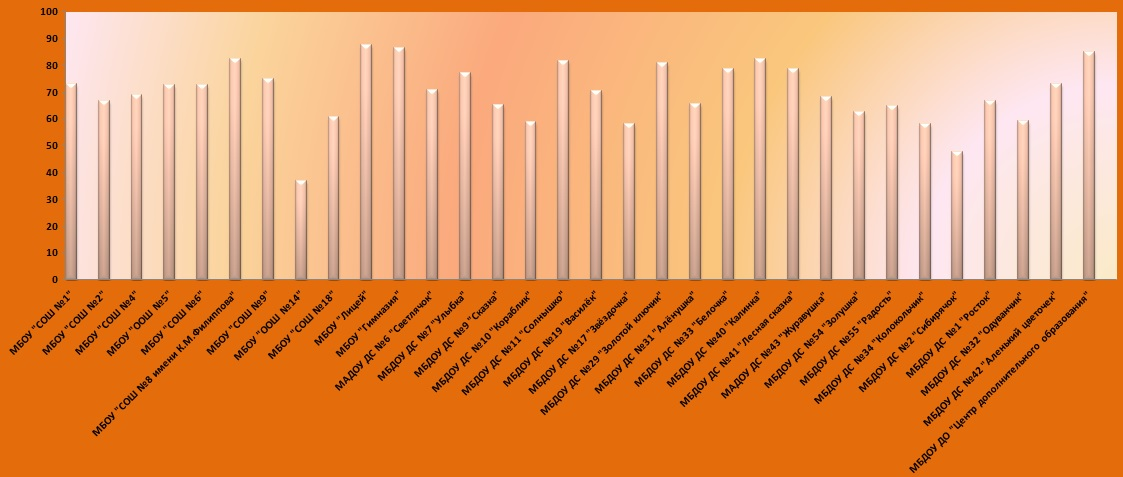 100
90
80
70
60
50
40
30
20
10
0
МБОУ "СОШ №1"
МБОУ "СОШ №2"
МБОУ "СОШ №4"
МБОУ "ООШ №5"
МБОУ "СОШ №6"
МБОУ "СОШ №8 имени К.М.Филиппова"
МБОУ "СОШ №9"
МБОУ "ООШ №14"
МБОУ "СОШ №18"
МБОУ "Лицей"
МБОУ "Гимназия"
МАДОУ ДС №6 "Светлячок"
МБДОУ ДС №7 "Улыбка"
МБДОУ ДС №9 "Сказка"
МБДОУ ДС №10 "Кораблик"
МБДОУ ДС №11 "Солнышко"
МБДОУ ДС №19 "Василёк"
МБДОУ ДС №17 "Звёздочка"
МБДОУ ДС №29 "Золотой ключик"
МБДОУ ДС №31 "Алёнушка"
МБДОУ ДС №33 "Белочка"
МБДОУ ДС №40 "Калинка"
МБДОУ ДС №41 "Лесная сказка"
МАДОУ ДС №43 "Журавушка"
МБДОУ ДС №54 "Золушка"
МБДОУ ДС №55 "Радость"
МБДОУ ДС №34 "Колокольчик"
МБДОУ ДС №2 "Сибирячок"
МБДОУ ДС №1 "Росток"
МБДОУ ДС №32 "Одуванчик"
МБДОУ ДС №42 "Аленький цветочек"
МБДОУ ДО "Центр дополнительного образования"